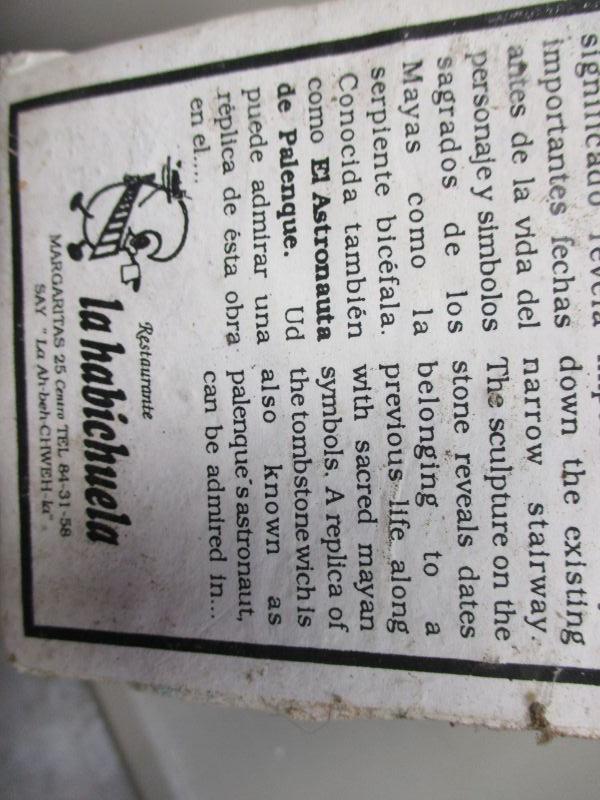 significado revela
importantes fechas
antes de la vida del
personaje y simbolos
sagrados de los
Mayas como la
serpiente bicéfala.
Conocida también
como El Astronauta
de Palenque. Ud
puede admirar una
réplica de ésta obra
en el....
down the existing
narrow stairway.
The sculpture on the
stone reveals dates
belonging to a
previous life along
with sacred mayan
symbols. A replica of
the tombstone wich is
also known as
palenque´s astronaut,
can be admired in...
Restaurante
la habichuela
MARGARITAS 25 Centro TEL 84-31-58
SAY "La Ah-beh-CHWEH-la"